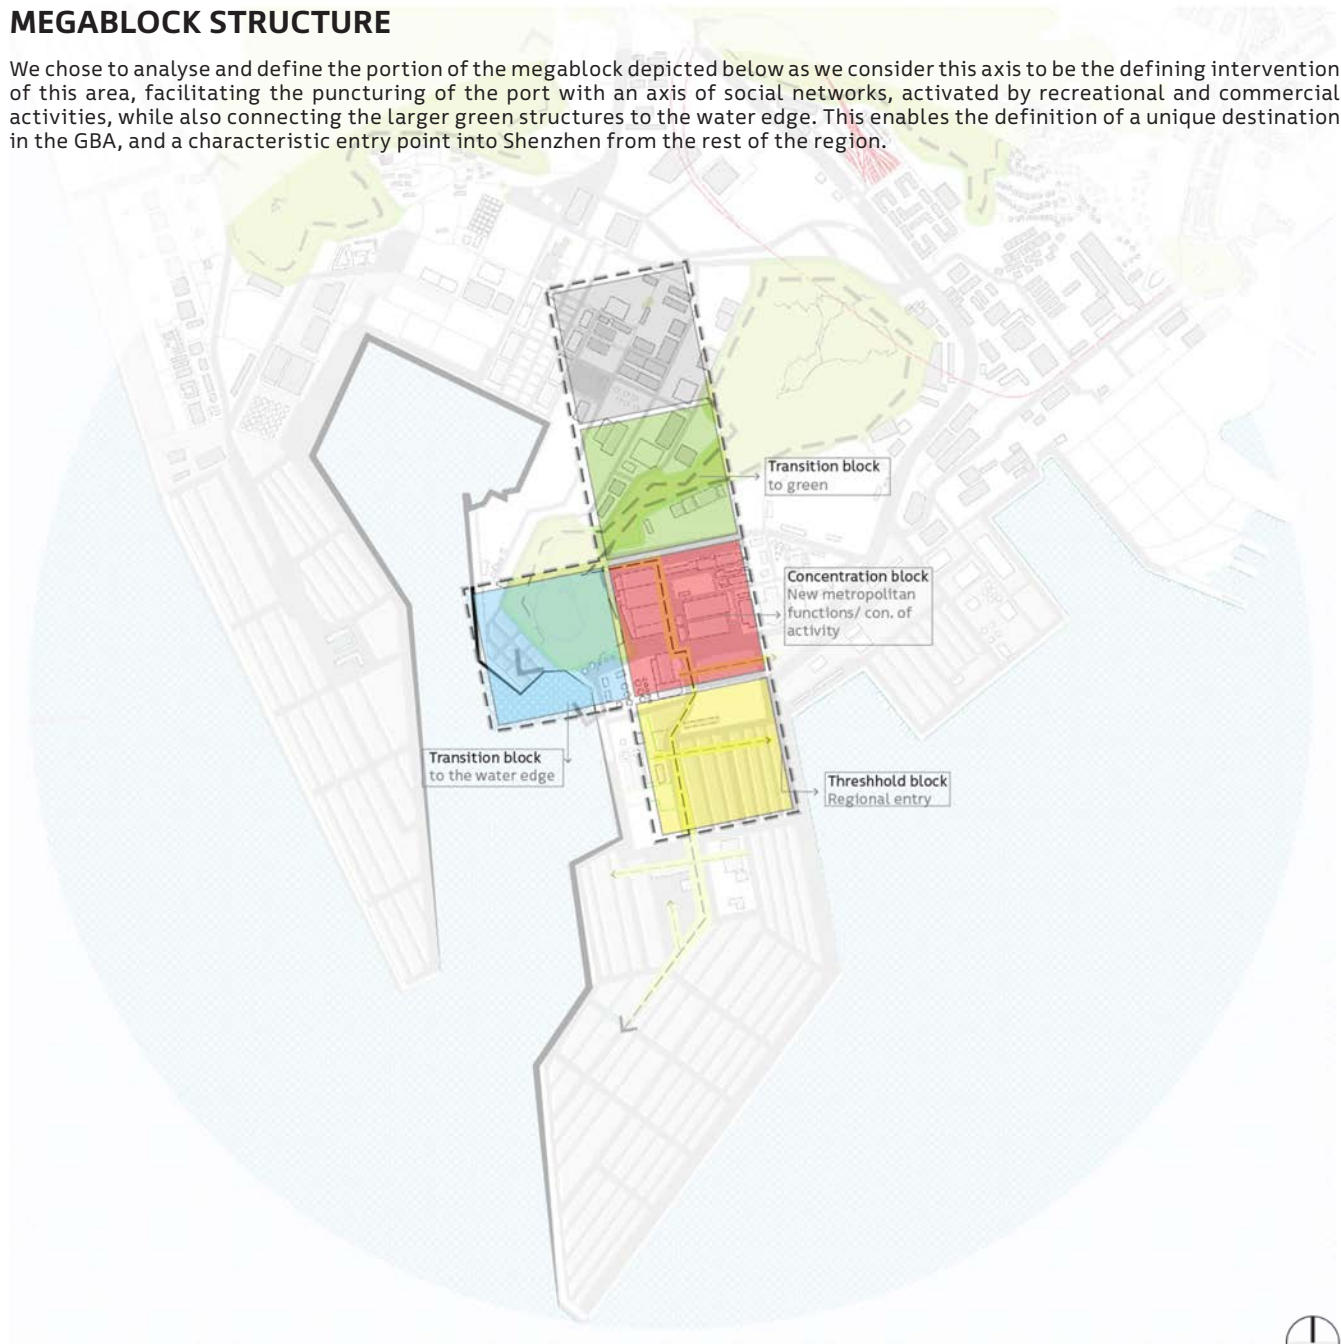 MEGABLOCK STRUCTURE
We chose to analyse and define the portion of the megablock depicted below as we consider this axis to be the defining intervention
of this area, facilitating the puncturing of the port with an axis of social networks, activated by recreational and commercial
activities, while also connecting the larger green structures to the water edge. This enables the definition of a unique destination
in the GBA, and a characteristic entry point into Shenzhen from the rest of the region.
Transition block
to green
Concentration block
New metropolitan
functions/ con. of
activity
Transition block
to the water edge
Threshhold block
Regional entry